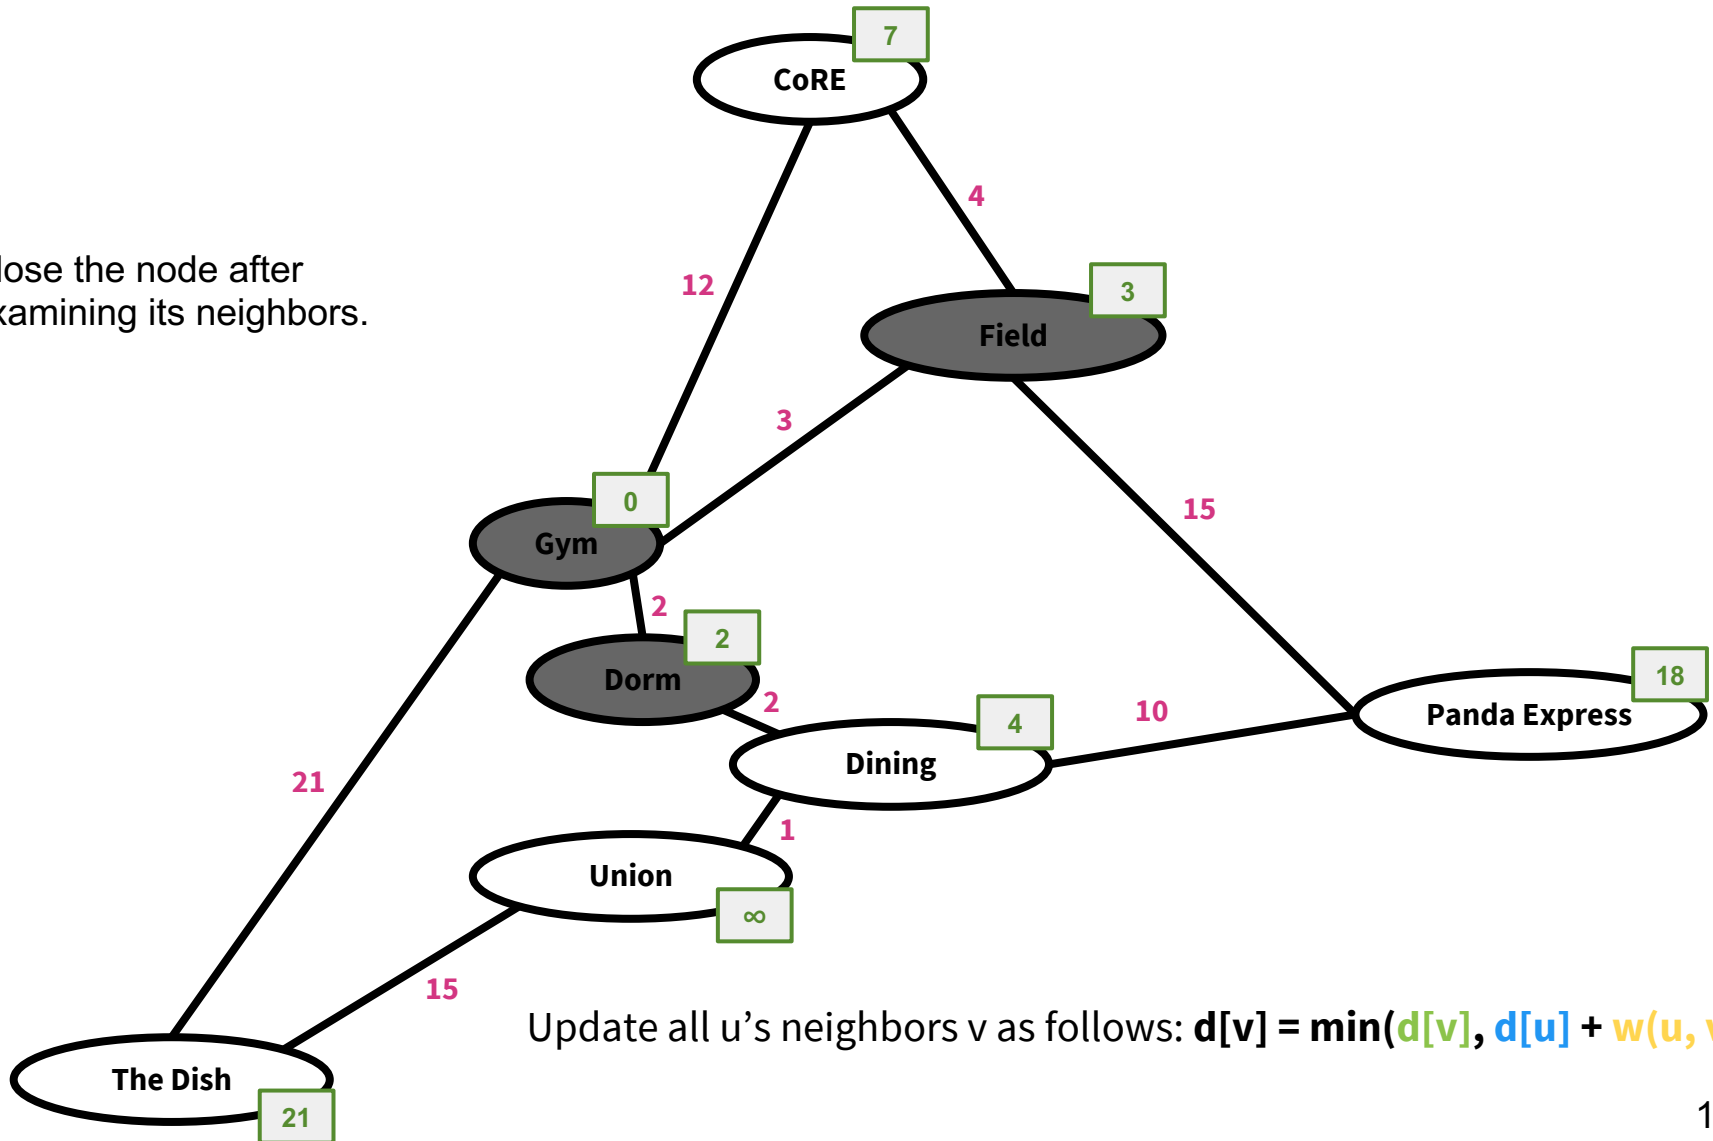 7
CoRE
4
lose the node after
xamining its neighbors.
12
3
Field
3
15
0
Gym
2
2
Dorm
2
18
Panda Express
10
4
Dining
21
1
Union
∞
15
Update all u's neighbors v as follows: d[v] = min(d[v], d[u] + w(u, v
The Dish
21
1